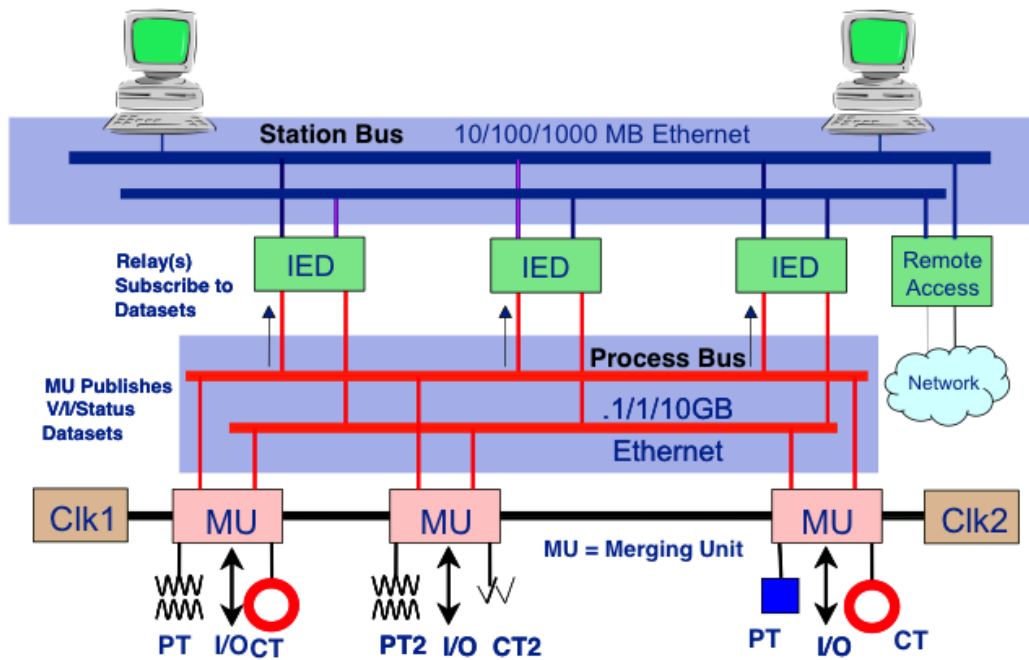 Station Bus 10/100/1000 MB Ethernet
Relay(s)
Subscribe to
Datasets
IED
IED
IED
Remote
Access
Process Bus
Network
MU Publishes
V/I/Status
Datasets
.1/1/10GB
Ethernet
Clk1
MU
MU
MU
Clk2
MU = Merging Unit
PT
I/O
CT
PT2
I/O
CT2
PT
I/O
CT